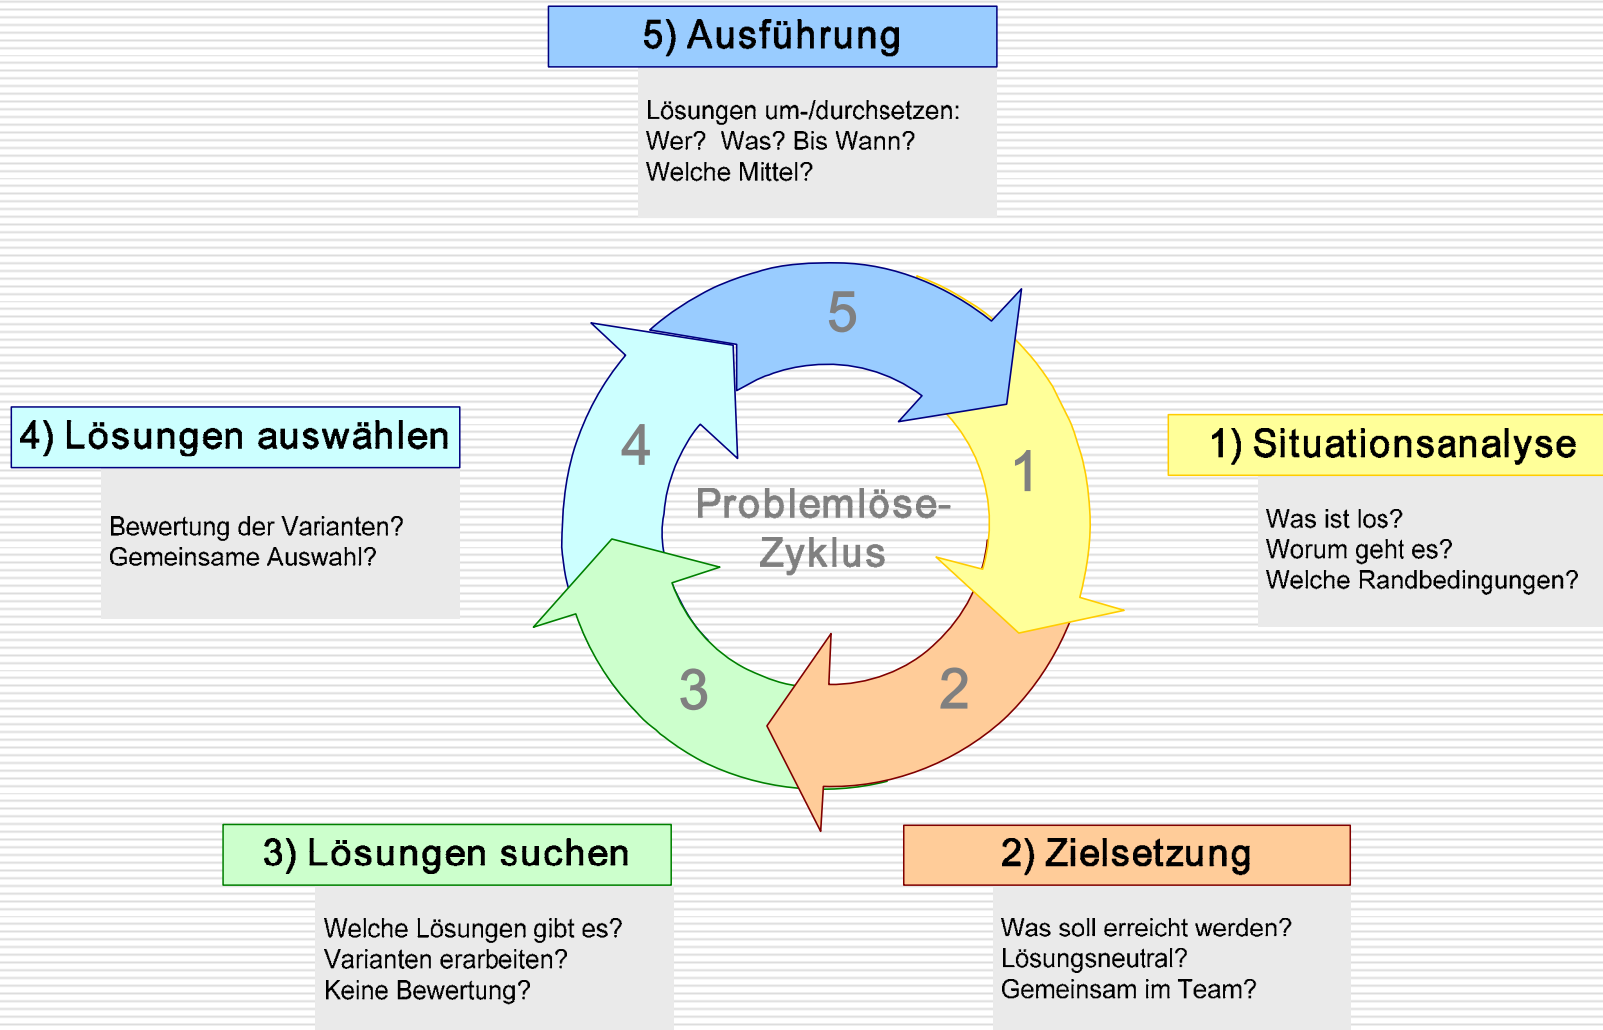 5) Ausführung
Lösungen um-/durchsetzen:
Wer?  Was? Bis Wann?
Welche Mittel?
5
4
1
3
2
Problemlöse-
Zyklus
4) Lösungen auswählen
Bewertung der Varianten?
Gemeinsame Auswahl?
1) Situationsanalyse
Was ist los?
Worum geht es?
Welche Randbedingungen?
3) Lösungen suchen
Welche Lösungen gibt es?
Varianten erarbeiten?
Keine Bewertung?
2) Zielsetzung
Was soll erreicht werden?
Lösungsneutral?
Gemeinsam im Team?